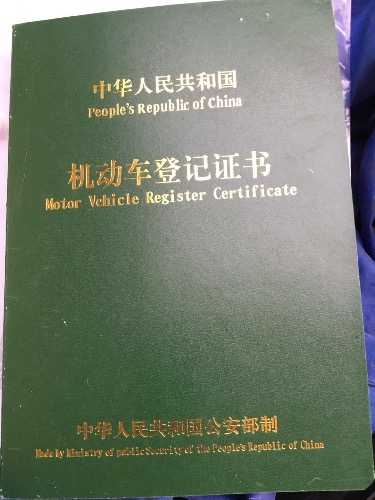 中华人民共和国
People's Republic of China
机动车登记证书
Motor Vehicle Register Certificate
中华人民共和国公安部制
Made by Ministry of public Security of the People's Republic of China